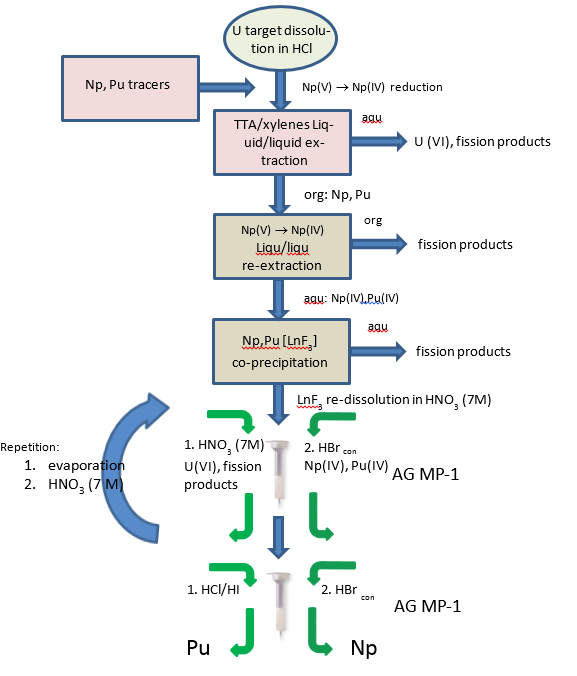 U target dissolu-
tion in HCl
Np, Pu tracers
Np(V) → Np(IV) reduction
TTA/xylenes Liq-
uid/liquid ex-
traction
aqu
U (VI), fission products
org: Np, Pu
Np(V) → Np(IV)
Liqu/liqu
re-extraction
org
fission products
aqu: Np(IV),Pu(IV)
Np,Pu [LnF₃]
co-precipitation
aqu
fission products
LnF₃ re-dissolution in HNO₃ (7M)
Repetition:
1. evaporation
2. HNO₃ (7 M)
1. HNO₃ (7M)
U(VI), fission
products
2. HBr con
Np(IV), Pu(IV)
AG MP-1
1. HCl/HI
2. HBr con
AG MP-1
Pu
Np